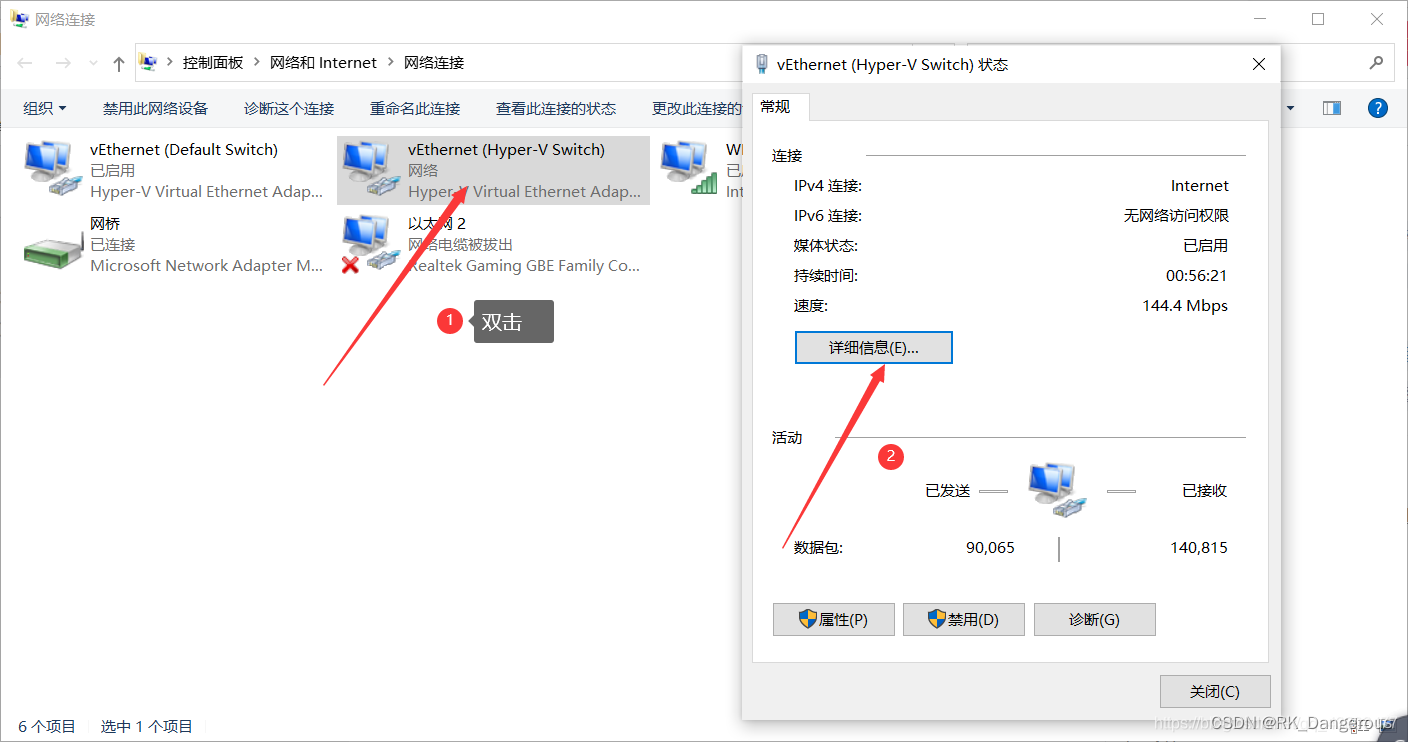 网络连接
控制面板 > 网络和 Internet > 网络连接
组织 禁用此网络设备 诊断这个连接 重命名此连接 查看此连接的状态 更改此连接的
vEthernet (Default Switch)
已启用
Hyper-V Virtual Ethernet Adap...
vEthernet (Hyper-V Switch)
网络
Hyper-V Virtual Ethernet Adap...
网桥
已连接
Microsoft Network Adapter M...
以太网 2
网络电缆被拔出
Realtek Gaming GBE Family Co...
1 双击
6 个项目 选中 1 个项目
vEthernet (Hyper-V Switch) 状态
常规
连接
IPv4 连接: Internet
IPv6 连接: 无网络访问权限
媒体状态: 已启用
持续时间: 00:56:21
速度: 144.4 Mbps
详细信息(E)...
活动
2
已发送 已接收
数据包: 90,065 140,815
属性(P) 禁用(D) 诊断(G)
关闭(C)
CSDN @RK_Dangerous